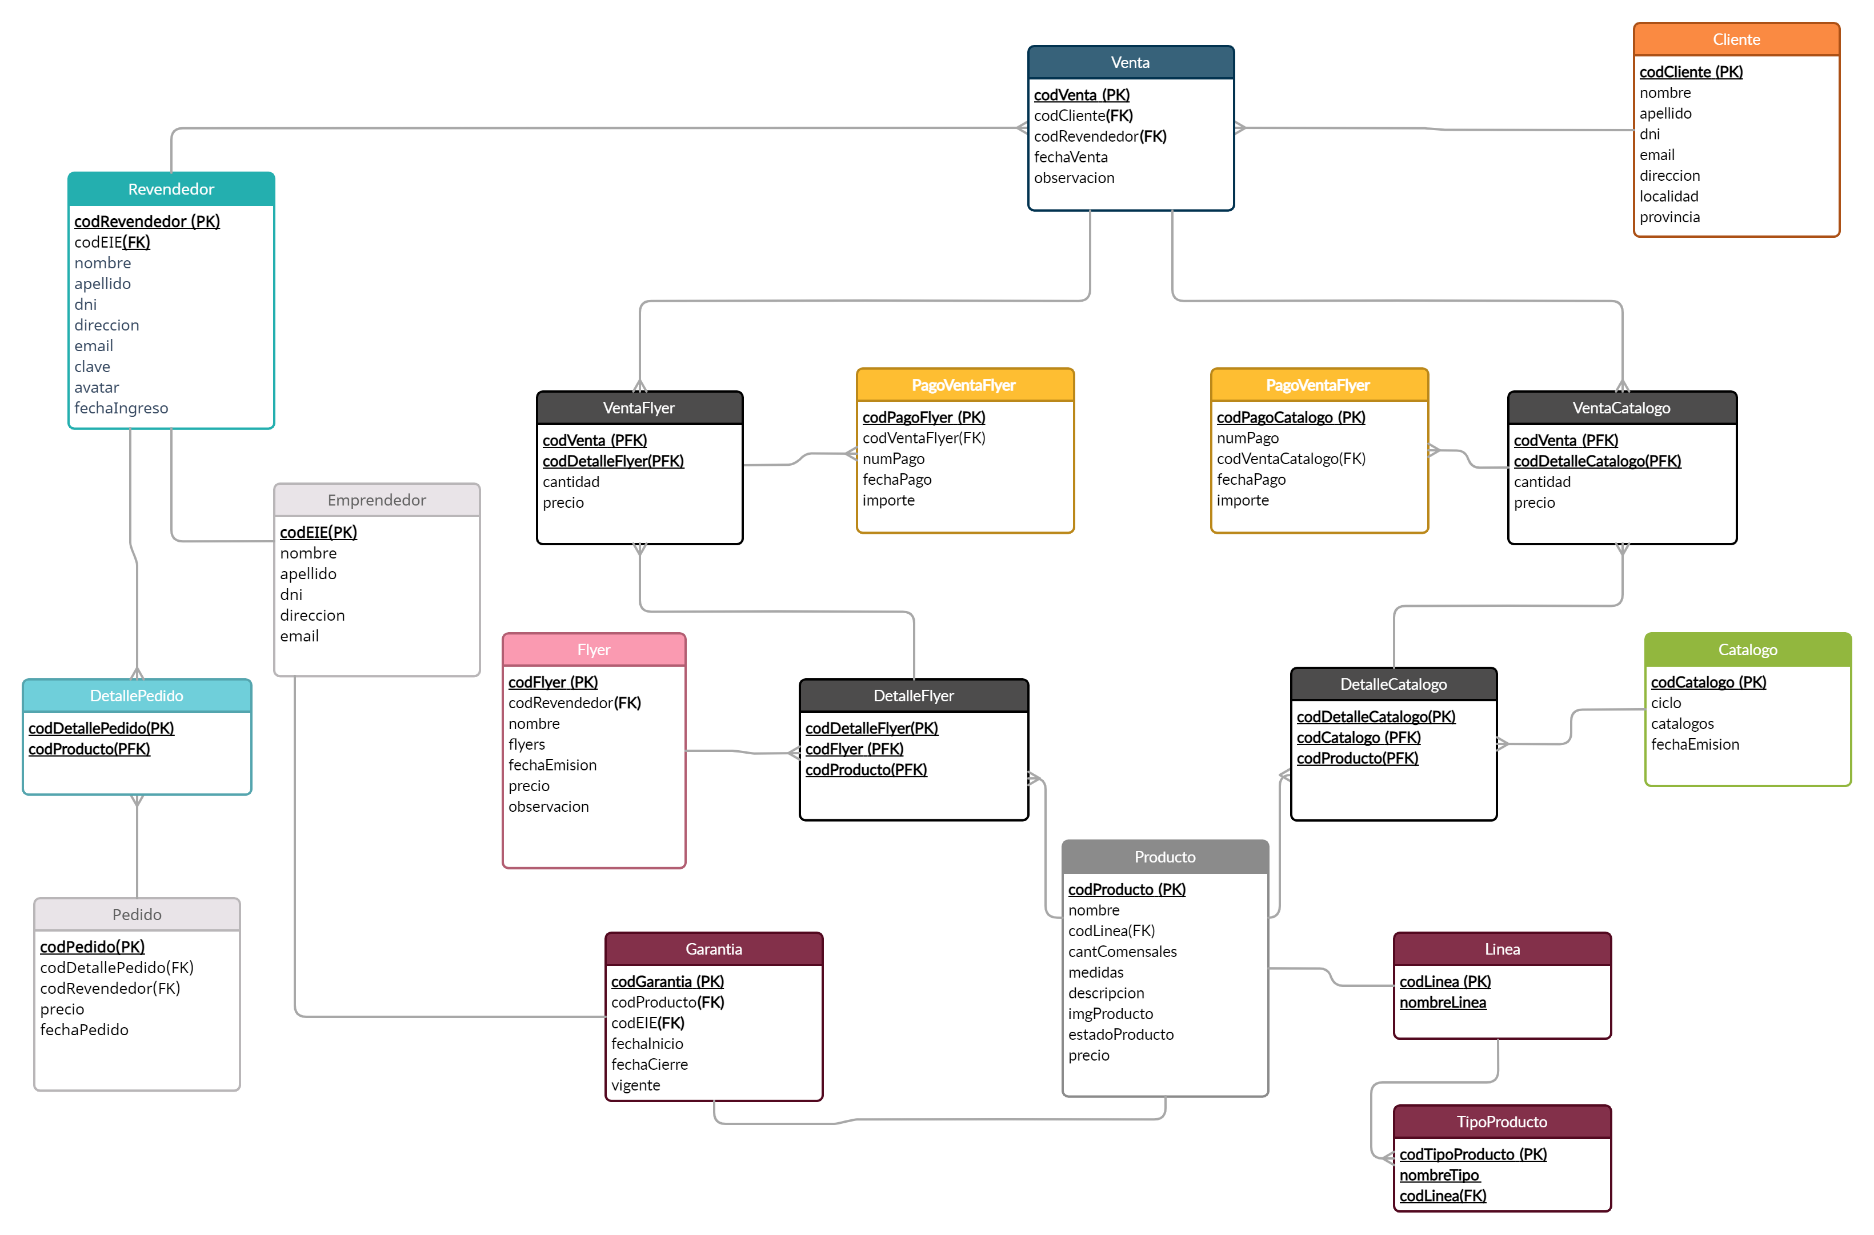 Venta
codVenta (PK)
codCliente(FK)
codRevendedor(FK)
fechaVenta
observacion
Cliente
codCliente (PK)
nombre
apellido
dni
email
direccion
localidad
provincia
Revendedor
codRevendedor (PK)
codEIE(FK)
nombre
apellido
dni
direccion
email
clave
avatar
fechaIngreso
VentaFlyer
codVenta (PFK)
codDetalleFlyer(PFK)
cantidad
precio
PagoVentaFlyer
codPagoFlyer (PK)
codVentaFlyer(FK)
numPago
fechaPago
importe
PagoVentaFlyer
codPagoCatalogo (PK)
numPago
codVentaCatalogo(FK)
fechaPago
importe
VentaCatalogo
codVenta (PFK)
codDetalleCatalogo(PFK)
cantidad
precio
Emprendedor
codEIE(PK)
nombre
apellido
dni
direccion
email
Flyer
codFlyer (PK)
codRevendedor(FK)
nombre
flyers
fechaEmision
precio
observacion
DetallePedido
codDetallePedido(PK)
codProducto(PFK)
DetalleFlyer
codDetalleFlyer(PK)
codFlyer (PFK)
codProducto(PFK)
DetalleCatalogo
codDetalleCatalogo(PK)
codCatalogo (PFK)
codProducto(PFK)
Catalogo
codCatalogo (PK)
ciclo
catalogos
fechaEmision
Producto
codProducto (PK)
nombre
codLinea(FK)
cantComensales
medidas
descripcion
imgProducto
estadoProducto
precio
Pedido
codPedido(PK)
codDetallePedido(FK)
codRevendedor(FK)
precio
fechaPedido
Garantia
codGarantia (PK)
codProducto(FK)
codEIE(FK)
fechaInicio
fechaCierre
vigente
Linea
codLinea (PK)
nombreLinea
TipoProducto
codTipoProducto (PK)
nombreTipo
codLinea(FK)